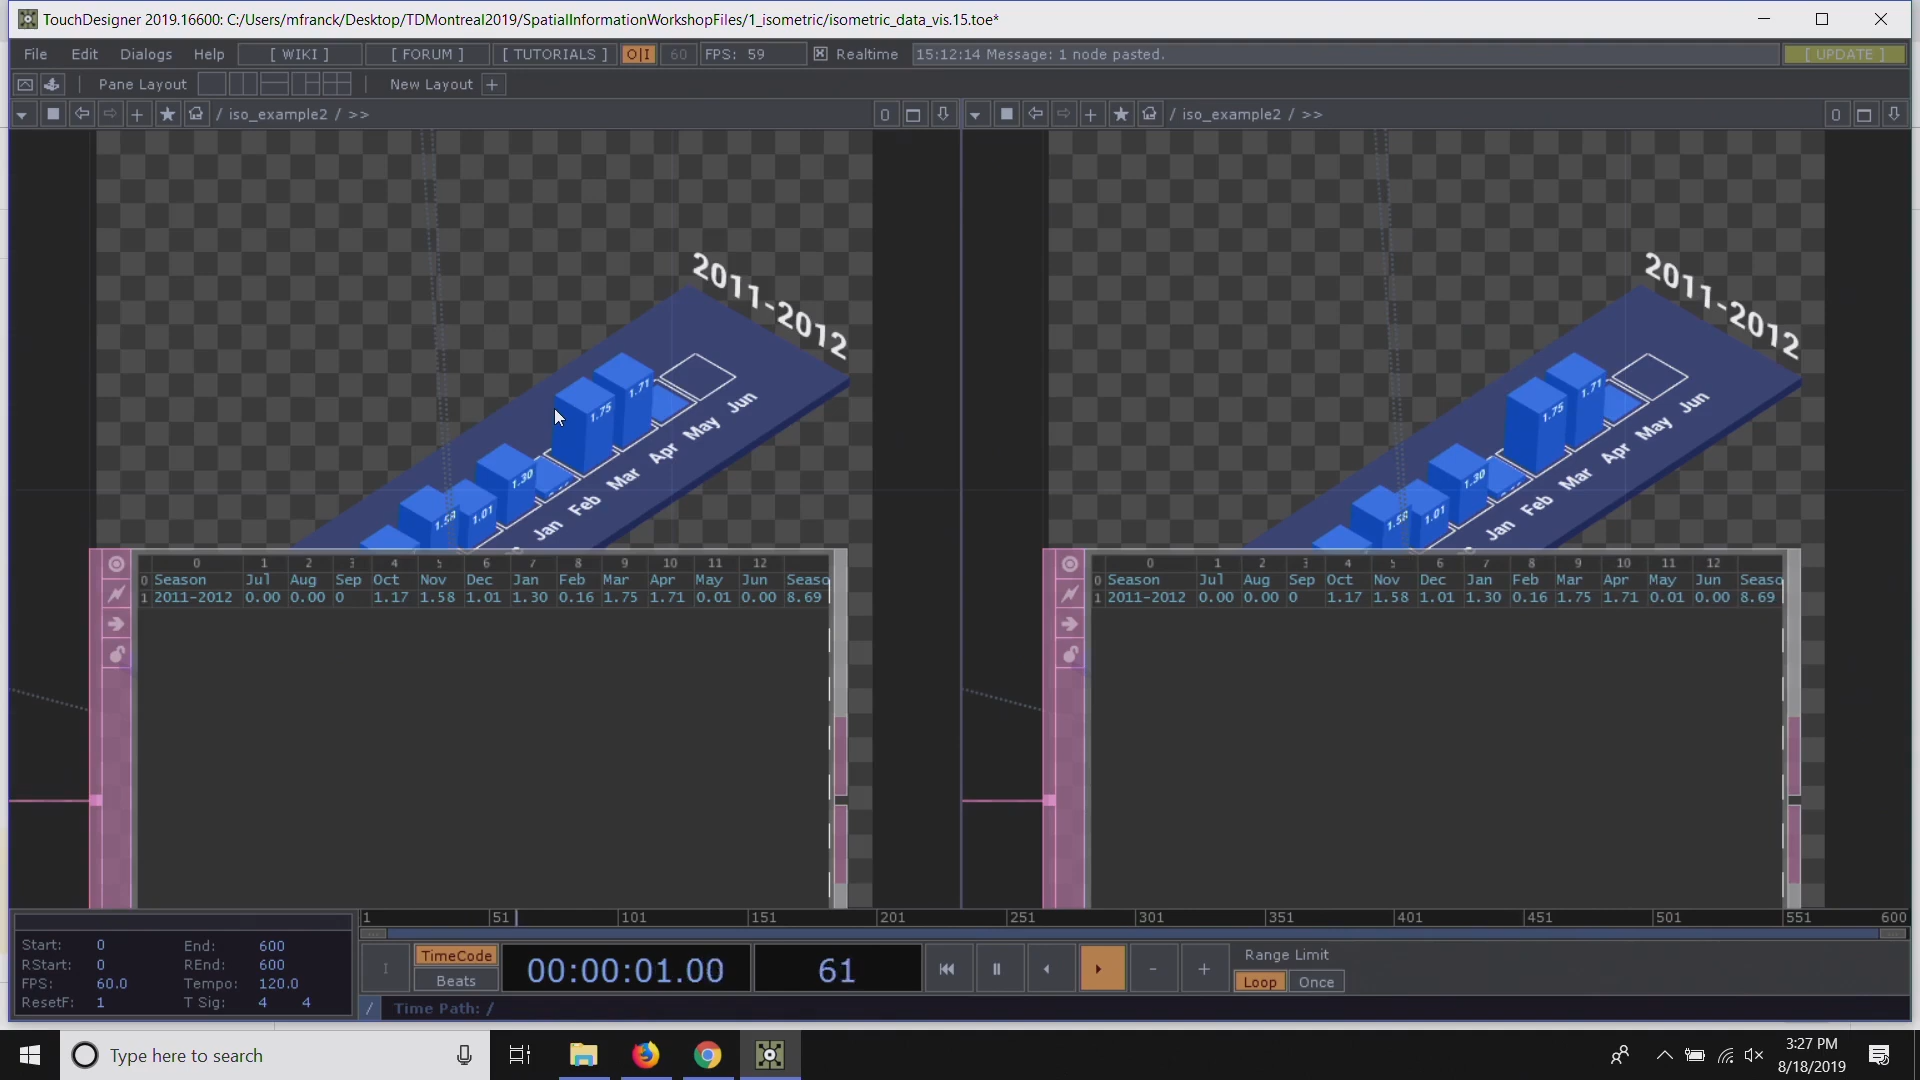 TouchDesigner 2019.16600: C:/Users/mfranck/Desktop/TDMontreal2019/SpatialInformationWorkshopFiles/1_isometric/isometric_data_vis.15.toe*
File Edit Dialogs Help [ WIKI ] [ FORUM ] [ TUTORIALS ] O|I 60 FPS: 59 Realtime 15:12:14 Message: 1 node pasted. [ UPDATE ]
Pane Layout New Layout +
/ iso_example2 / >> 0
/ iso_example2 / >> 0
2011-2012
1.71
1.75
1.30
1.01
1.58
Jan Feb Mar Apr May Jun
2011-2012
1.71
1.75
1.30
1.01
1.58
Jan Feb Mar Apr May Jun
0 1 2 3 4 5 6 7 8 9 10 11 12
0 Season Jul Aug Sep Oct Nov Dec Jan Feb Mar Apr May Jun Seaso
1 2011-2012 0.00 0.00 0 1.17 1.58 1.01 1.30 0.16 1.75 1.71 0.01 0.00 8.69
0 1 2 3 4 5 6 7 8 9 10 11 12
0 Season Jul Aug Sep Oct Nov Dec Jan Feb Mar Apr May Jun Seaso
1 2011-2012 0.00 0.00 0 1.17 1.58 1.01 1.30 0.16 1.75 1.71 0.01 0.00 8.69
1 51 101 151 201 251 301 351 401 451 501 551 600
Start: 0 End: 600
RStart: 0 REnd: 600
FPS: 60.0 Tempo: 120.0
ResetF: 1 T Sig: 4 4
I TimeCode Beats 00:00:01.00 61 - +
Range Limit
Loop Once
/ Time Path: /
Type here to search
3:27 PM
8/18/2019